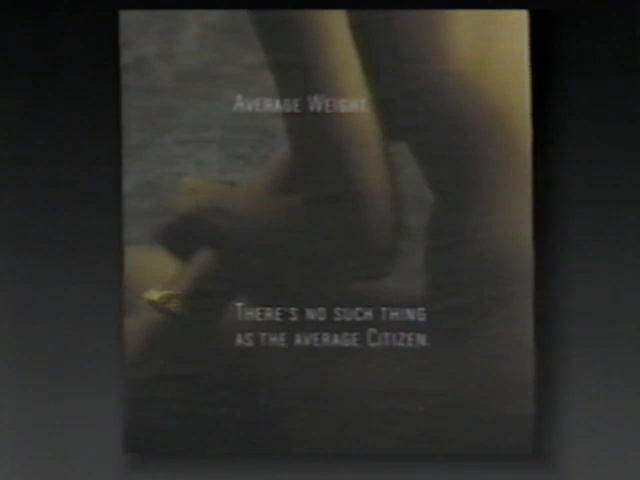 AVERAGE WEIGHT.
THERE'S NO SUCH THING
AS THE AVERAGE CITIZEN.